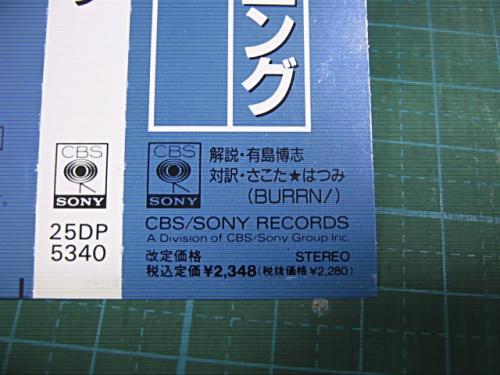 ング
CBS
SONY
25DP
5340
CBS
SONY
解説・有島博志
対訳・さこた★はつみ
(BURRN/)
CBS/SONY RECORDS
A Division of CBS/Sony Group Inc.
改定価格 STEREO
税込定価¥2,348(税抜価格¥2,280)